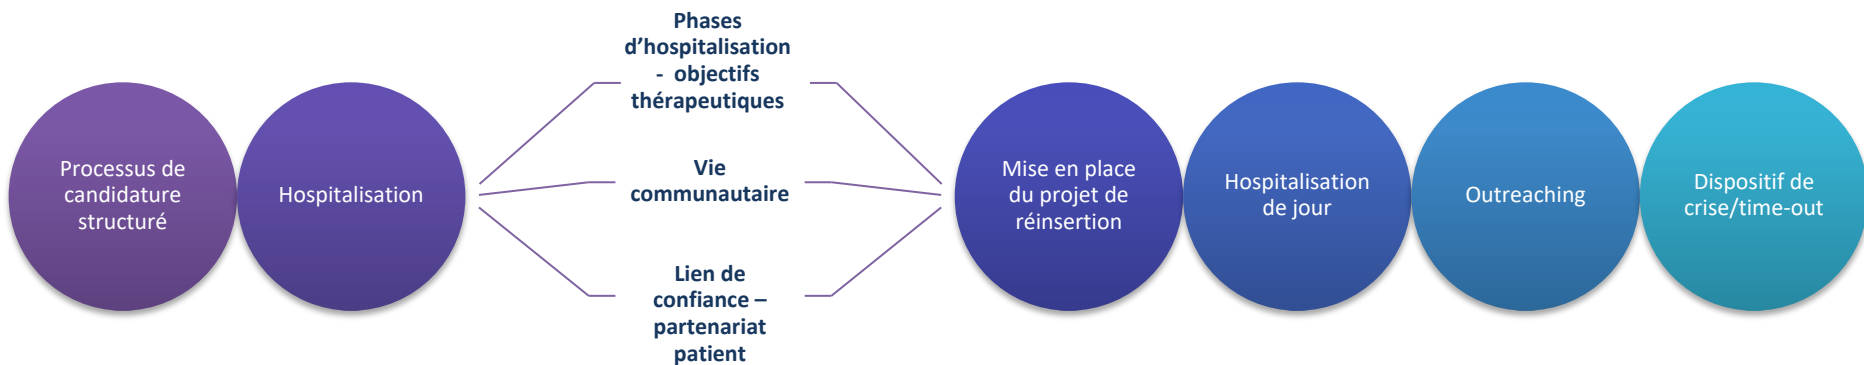 Processus de
candidature
structuré
Hospitalisation
Phases
d’hospitalisation
- objectifs
thérapeutiques
Vie
communautaire
Lien de
confiance –
partenariat
patient
Mise en place
du projet de
réinsertion
Hospitalisation
de jour
Outreaching
Dispositif de
crise/time-out